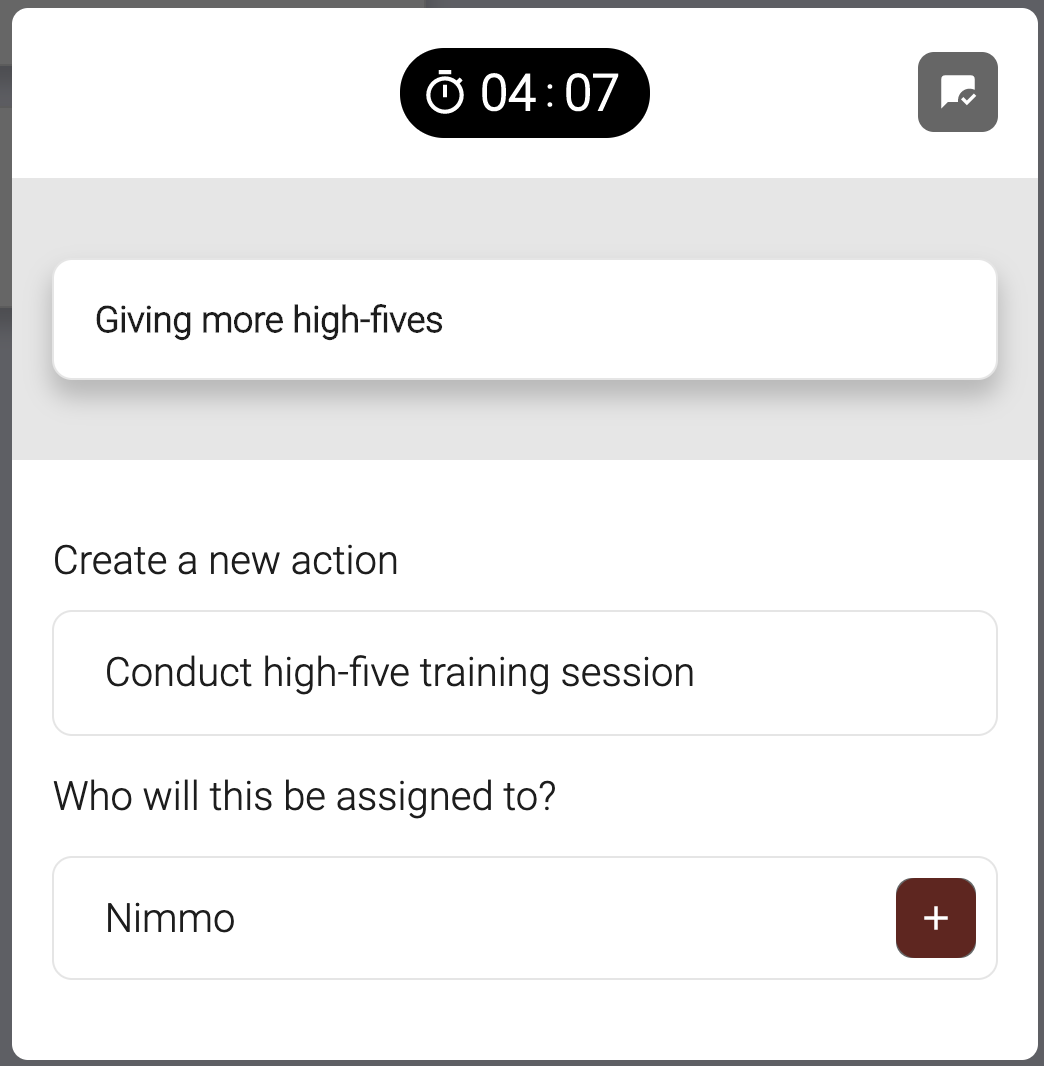 04:07
Giving more high-fives
Create a new action
Conduct high-five training session
Who will this be assigned to?
Nimmo
+